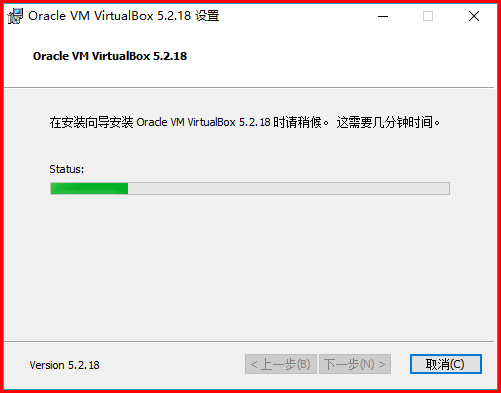 Oracle VM VirtualBox 5.2.18 设置
Oracle VM VirtualBox 5.2.18
在安装向导安装 Oracle VM VirtualBox 5.2.18 时请稍候。 这需要几分钟时间。
Status:
Version 5.2.18 < 上一步(B) 下一步(N) > 取消(C)